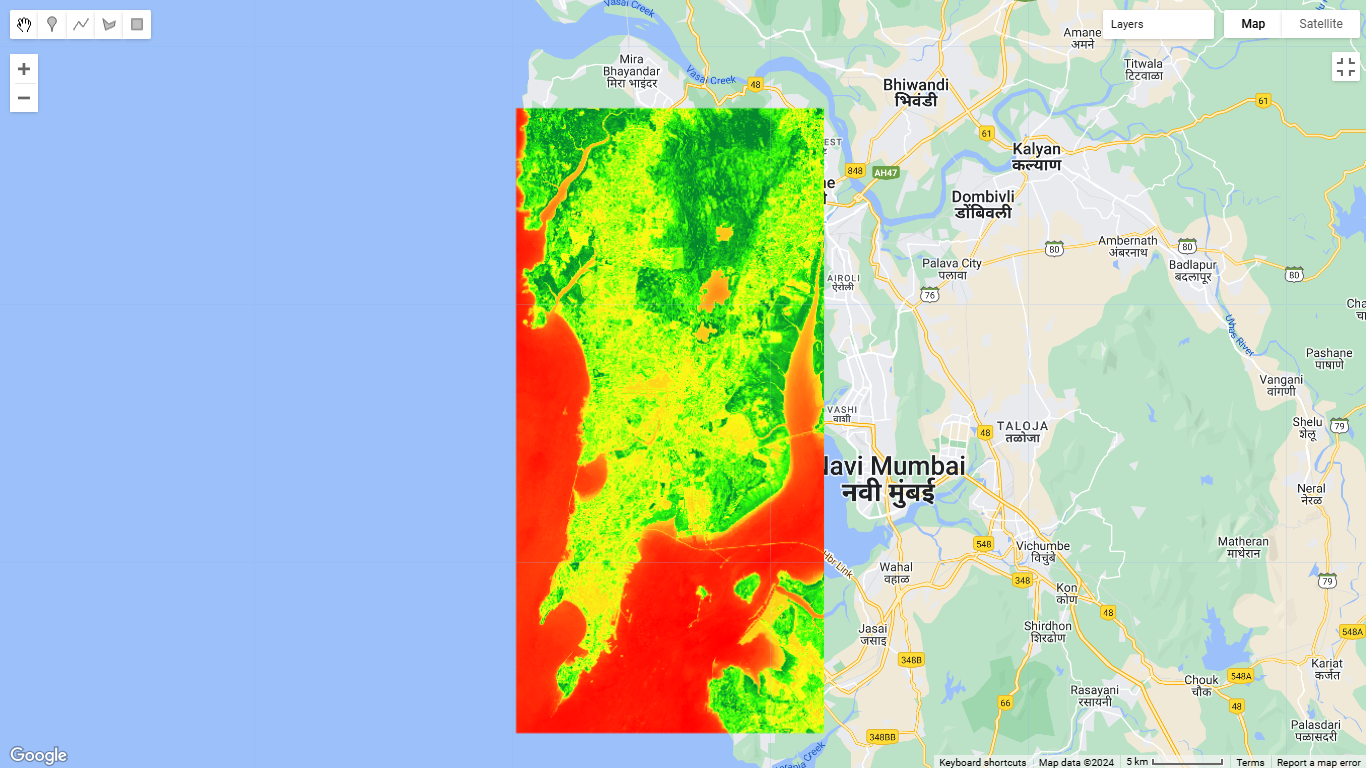 Vasai Creek
Layers
Map
Satellite
Amane
अमने
Mira
Bhayandar
मिरा भाईंदर
Vasai Creek
48
Titwala
टिटवाळा
Bhiwandi
भिवंडी
61
61
Kalyan
कल्याण
848
AH47
Dombivli
डोंबिवली
Ambernath
अंबरनाथ
80
80
Palava City
पलावा
Badlapur
बदलापूर
80
AIROLI
ऐरोली
76
Ulhas River
Pashane
पाषाणे
Vangani
वांगणी
VASHI
वाशी
48
TALOJA
तळोजा
Shelu
शेलू
79
Navi Mumbai
नवी मुंबई
Neral
नेरळ
548
Vichumbe
विचुंबे
Matheran
माथेरान
Wahal
वहाळ
348
Kon
कोण
79
48
Jasai
जसाई
Shirdhon
शिरढोण
548A
348B
Kariat
कर्जत
Chouk
चौक
548A
Rasayani
रसायनी
66
48
348BB
Palasdari
पळासदरी
Google
Keyboard shortcuts
Map data ©2024
5 km
Terms
Report a map error